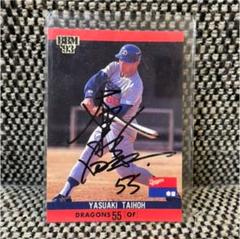 BBM '93
55
YASUAKI TAIHOH
DRAGONS 55 OF